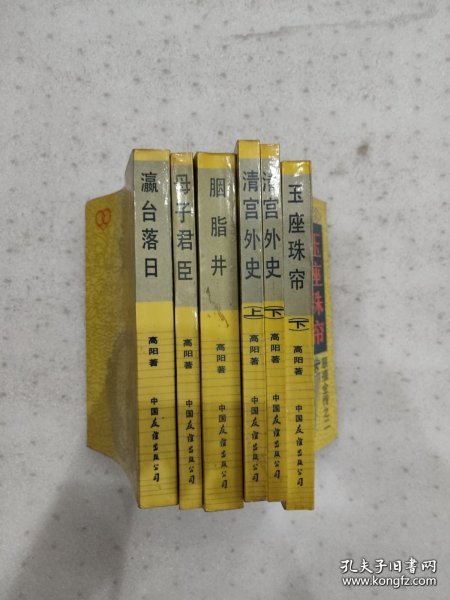 瀛台落日
高阳著
中国友谊出版公司
母子君臣
高阳著
中国友谊出版公司
胭脂井
高阳著
中国友谊出版公司
清宫外史
(上)
高阳著
中国友谊出版公司
清宫外史
(下)
高阳著
中国友谊出版公司
玉座珠帘
(下)
高阳著
中国友谊出版公司
玉座珠帘
孔夫子旧书网
www.kongfz.com